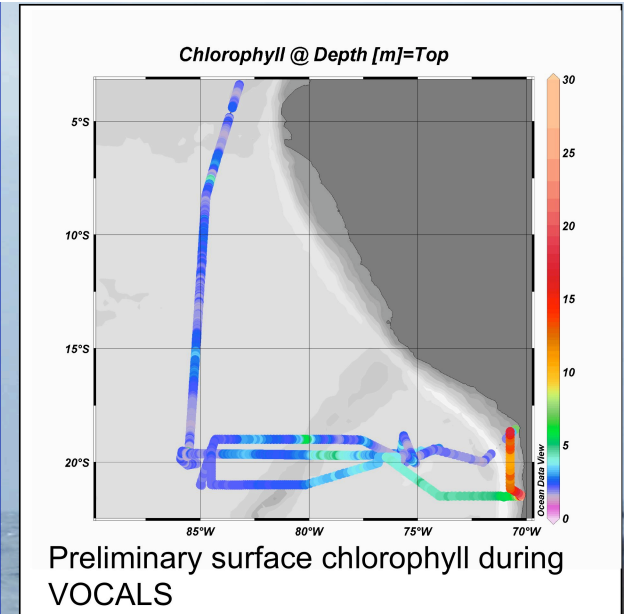 Chlorophyll @ Depth [m]=Top
30
5°S
25
20
10°S
15
15°S
10
5
20°S
0
Ocean Data View
85°W 80°W 75°W 70°W
Preliminary surface chlorophyll during
VOCALS